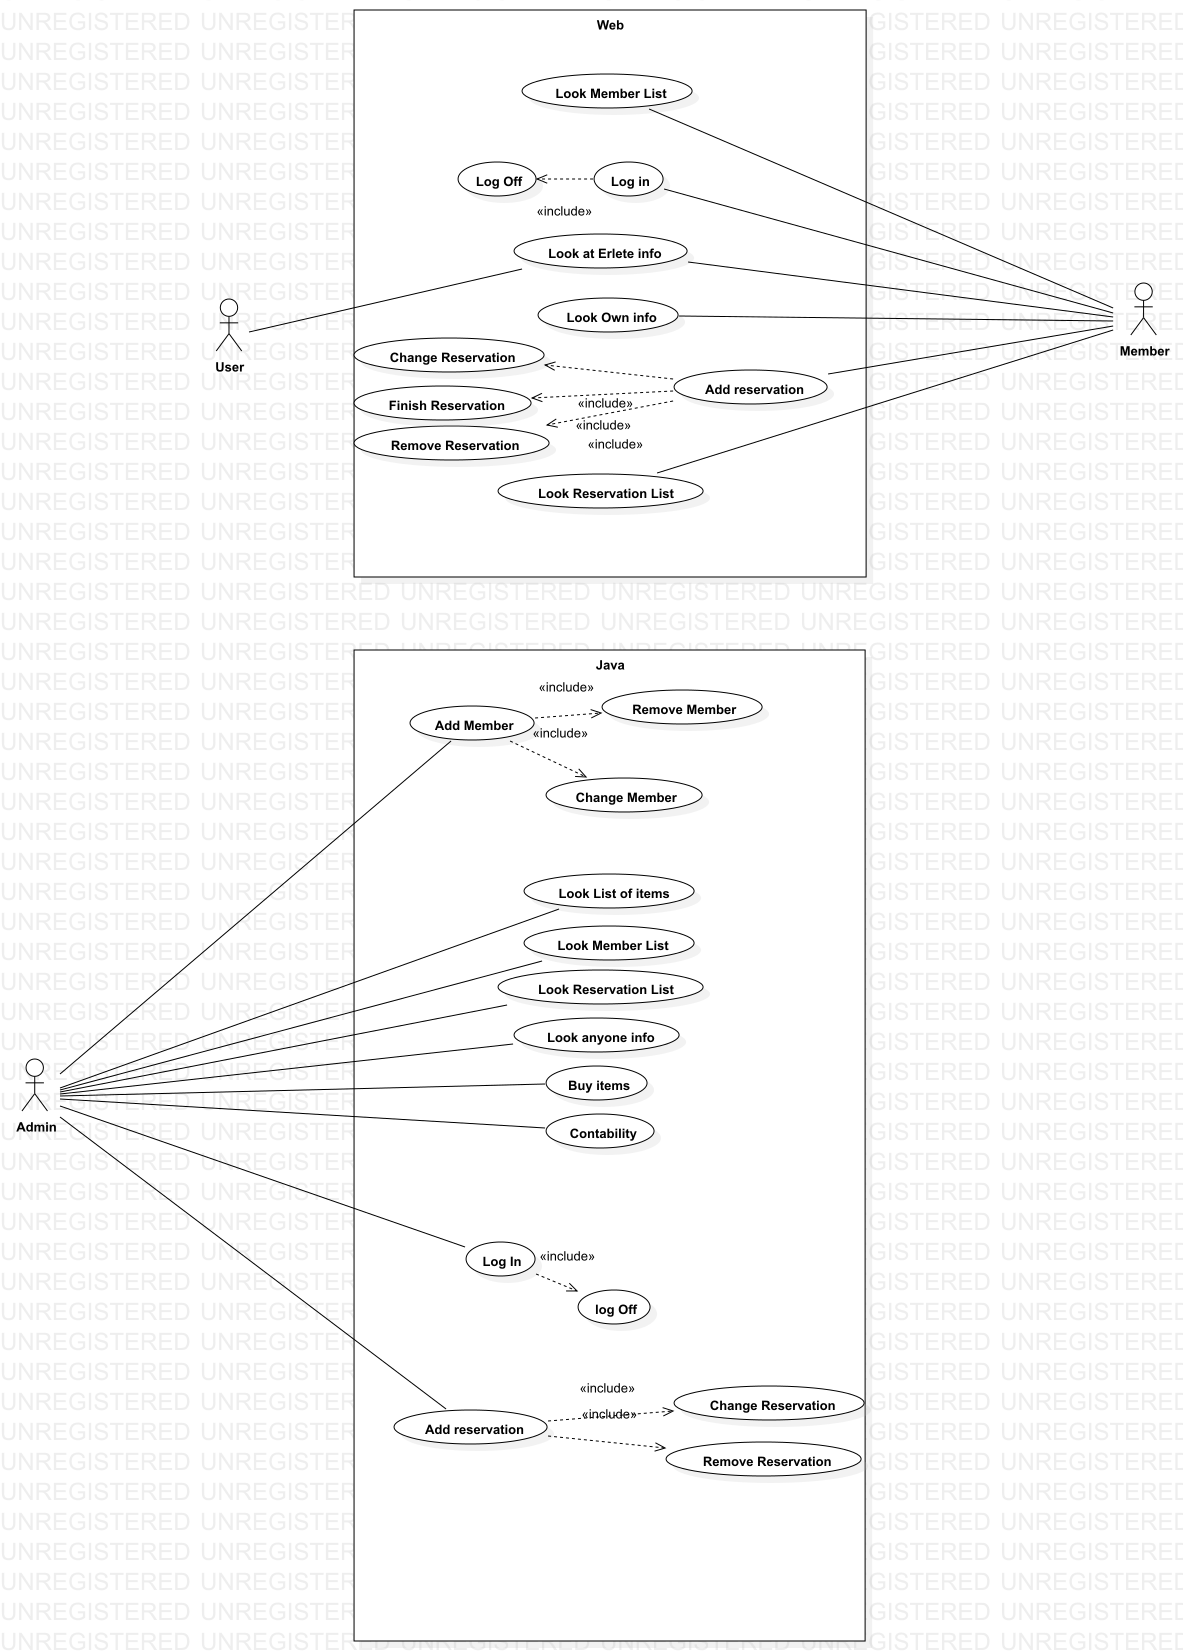 Web
Look Member List
Log Off
Log in
«include»
Look at Erlete info
Look Own info
User
Member
Change Reservation
Add reservation
Finish Reservation
«include»
«include»
Remove Reservation
«include»
Look Reservation List
Java
«include»
Remove Member
Add Member
«include»
Change Member
Look List of items
Look Member List
Look Reservation List
Look anyone info
Buy items
Admin
Contability
Log In
«include»
log Off
«include»
Change Reservation
«include»
Add reservation
Remove Reservation
UNREGISTERED